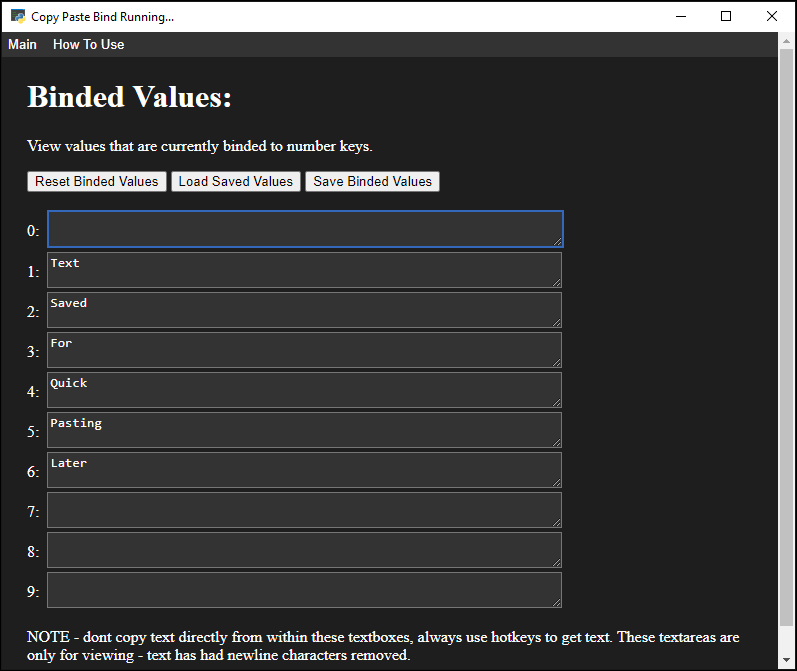 Copy Paste Bind Running...
Main How To Use
Binded Values:
View values that are currently binded to number keys.
Reset Binded Values Load Saved Values Save Binded Values
0:
1: Text
2: Saved
3: For
4: Quick
5: Pasting
6: Later
7:
8:
9:
NOTE - dont copy text directly from within these textboxes, always use hotkeys to get text. These textareas are
only for viewing - text has had newline characters removed.